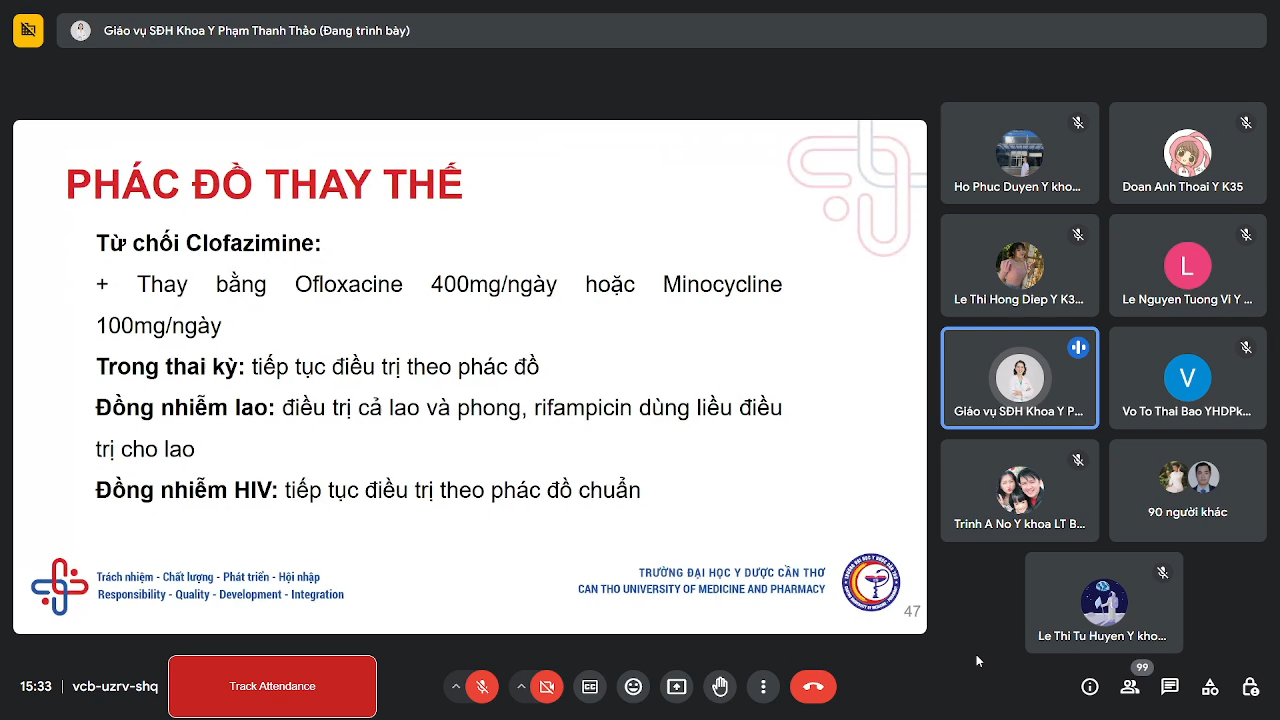 Giáo vụ SĐH Khoa Y Phạm Thanh Thảo (Đang trình bày)
PHÁC ĐỒ THAY THẾ
Từ chối Clofazimine:
+ Thay bằng Ofloxacine 400mg/ngày hoặc Minocycline
100mg/ngày
Trong thai kỳ: tiếp tục điều trị theo phác đồ
Đồng nhiễm lao: điều trị cả lao và phong, rifampicin dùng liều điều
trị cho lao
Đồng nhiễm HIV: tiếp tục điều trị theo phác đồ chuẩn
Trách nhiệm - Chất lượng - Phát triển - Hội nhập
Responsibility - Quality - Development - Integration
TRƯỜNG ĐẠI HỌC Y DƯỢC CẦN THƠ
CAN THO UNIVERSITY OF MEDICINE AND PHARMACY
47
Ho Phuc Duyen Y kho...
Doan Anh Thoai Y K35
Le Thi Hong Diep Y K3...
L
Le Nguyen Tuong Vi Y ...
Giáo vụ SĐH Khoa Y P...
V
Vo To Thai Bao YHDPk...
Trinh A No Y khoa LT B...
90 người khác
Le Thi Tu Huyen Y kho...
15:33 | vcb-uzrv-shq
Track Attendance
99